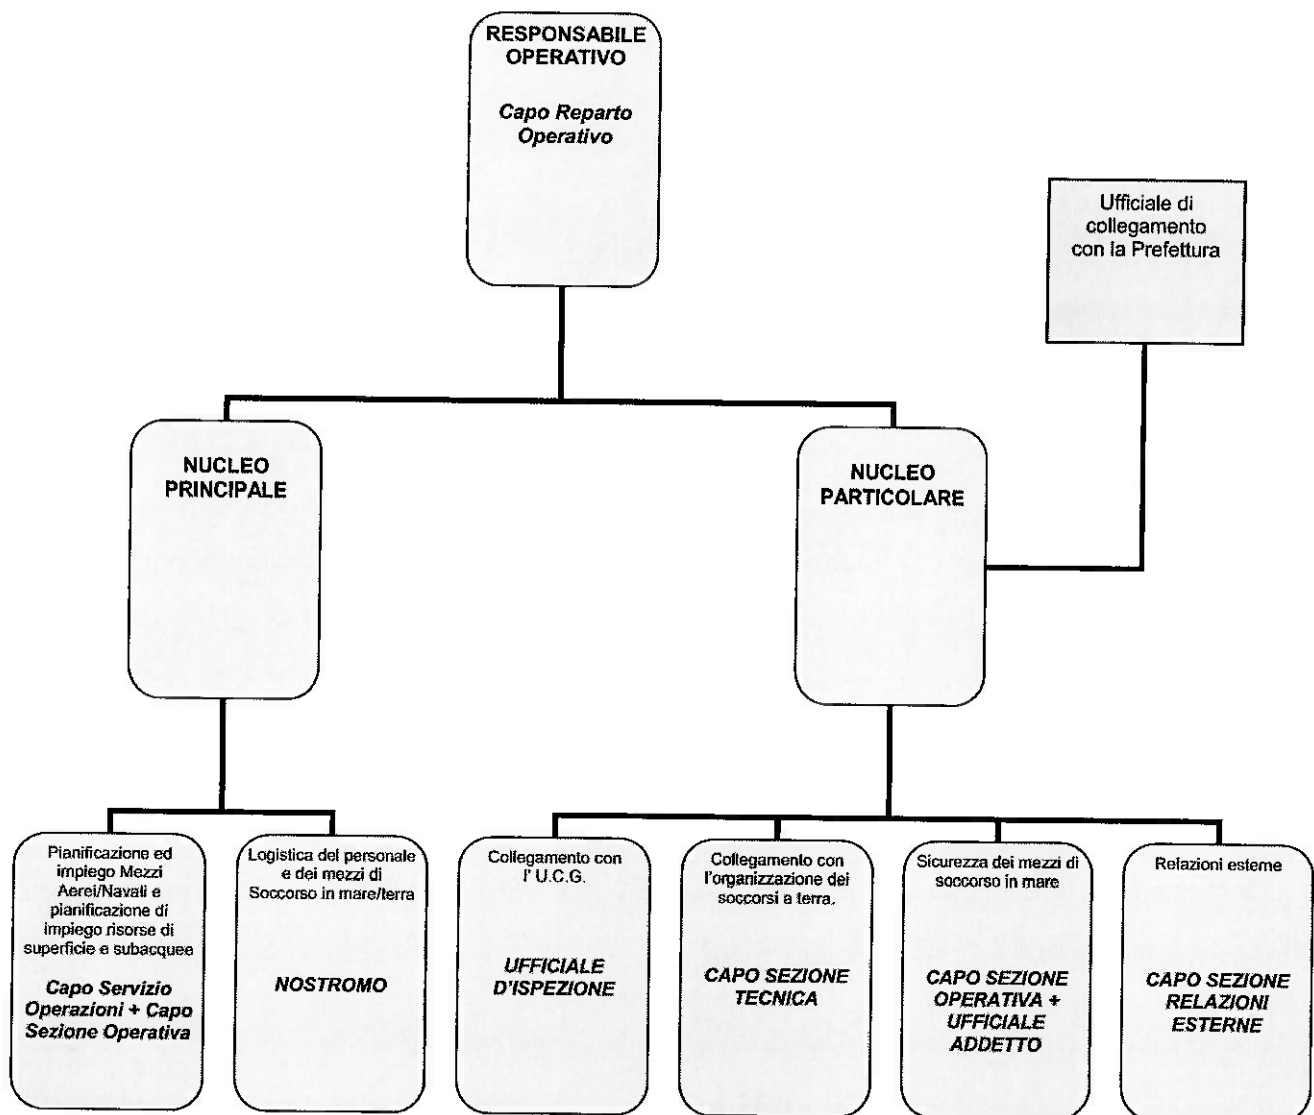 RESPONSABILE
OPERATIVO
Capo Reparto
Operativo
Ufficiale di
collegamento
con la Prefettura
NUCLEO
PRINCIPALE
NUCLEO
PARTICOLARE
Pianificazione ed
impiego Mezzi
Aerei/Navali e
pianificazione di
impiego risorse di
superficie e subacquee
Capo Servizio
Operazioni + Capo
Sezione Operativa
Logistica del personale
e dei mezzi di
Soccorso in mare/terra
NOSTROMO
Collegamento con
l' U.C.G.
UFFICIALE
D'ISPEZIONE
Collegamento con
l'organizzazione dei
soccorsi a terra.
CAPO SEZIONE
TECNICA
Sicurezza dei mezzi di
soccorso in mare
CAPO SEZIONE
OPERATIVA +
UFFICIALE
ADDETTO
Relazioni esterne
CAPO SEZIONE
RELAZIONI
ESTERNE